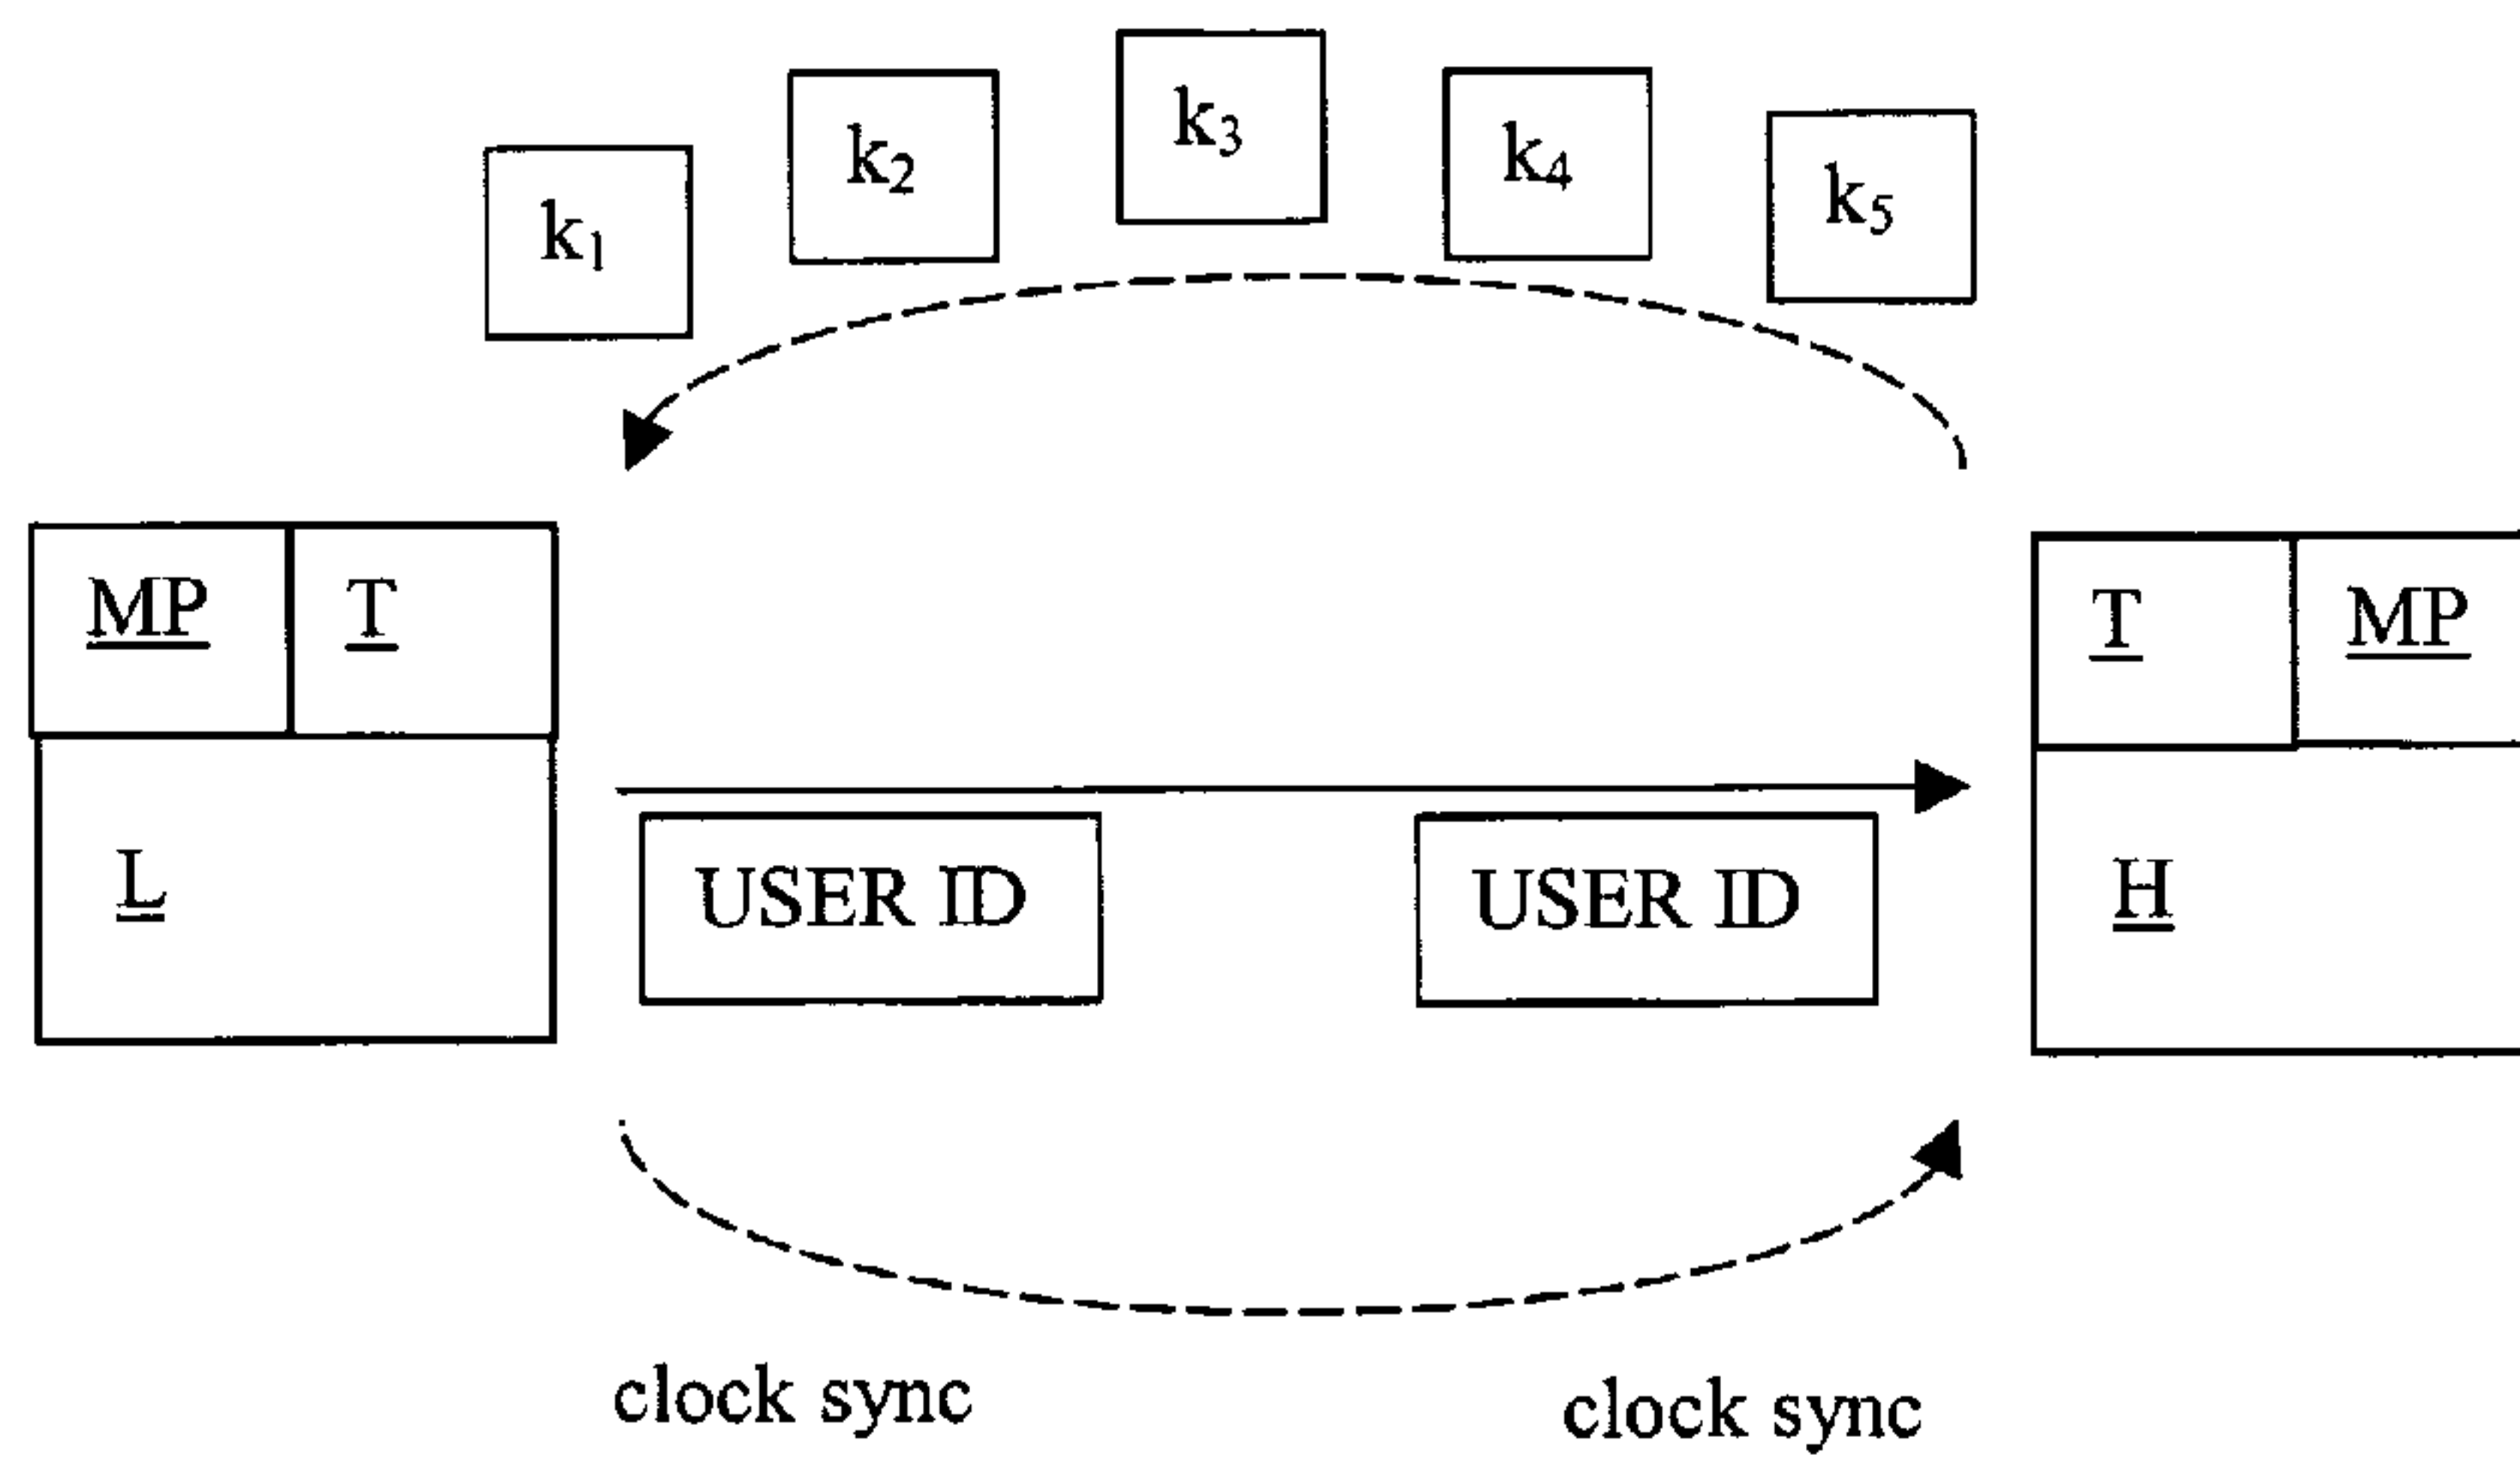 k₁ k₂ k₃ k₄ k₅
MP T T MP
L USER ID USER ID H
clock sync clock sync